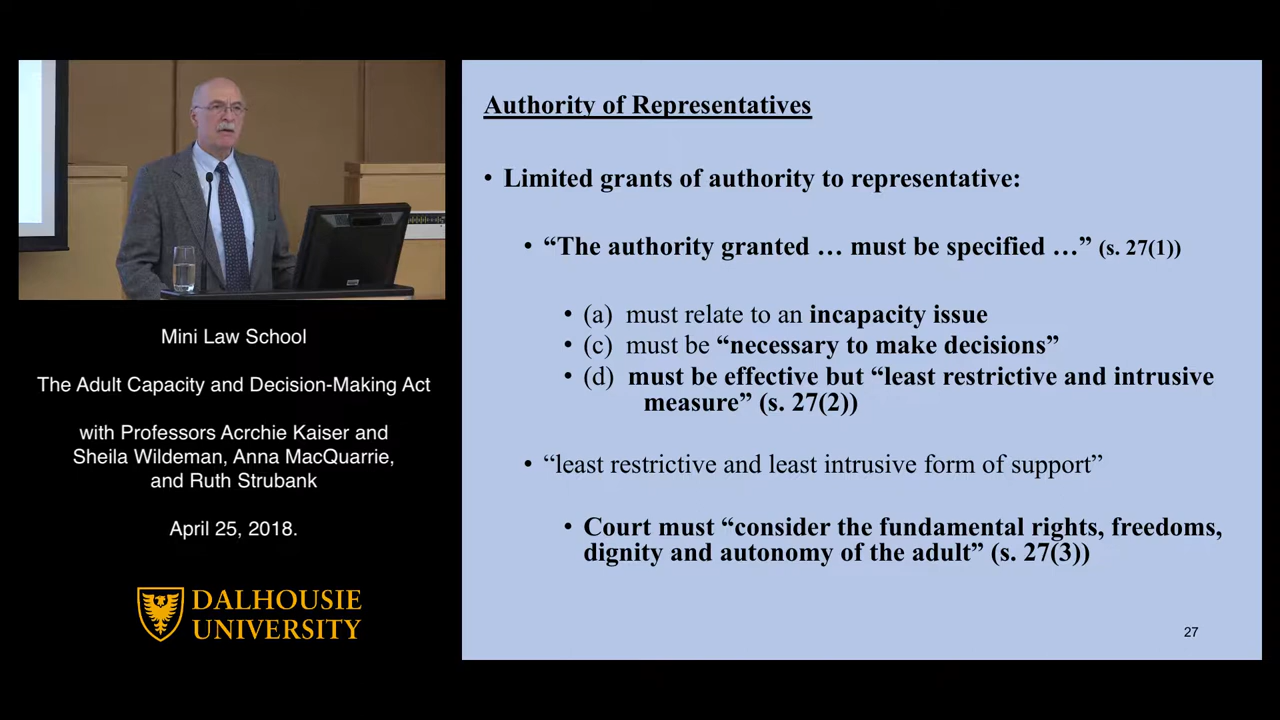 Mini Law School
The Adult Capacity and Decision-Making Act
with Professors Acrchie Kaiser and
Sheila Wildeman, Anna MacQuarrie,
and Ruth Strubank
April 25, 2018.
DALHOUSIE
UNIVERSITY
Authority of Representatives
• Limited grants of authority to representative:
• “The authority granted … must be specified …” (s. 27(1))
• (a) must relate to an incapacity issue
• (c) must be “necessary to make decisions”
• (d) must be effective but “least restrictive and intrusive
measure” (s. 27(2))
• “least restrictive and least intrusive form of support”
• Court must “consider the fundamental rights, freedoms,
dignity and autonomy of the adult” (s. 27(3))
27